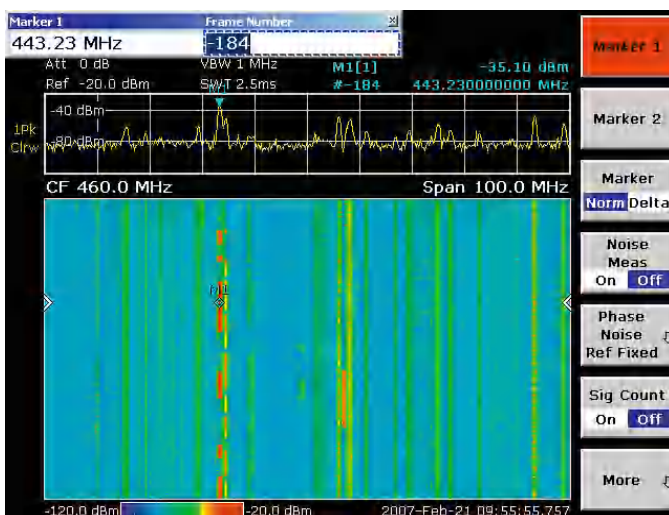 Marker 1 Frame Number
443.23 MHz -184
Att 0 dB VBW 1 MHz M1[1] -35.10 dBm
Ref -20.0 dBm SWT 2.5ms #-184 443.230000000 MHz
-40 dBm
1Pk
Clrw
-80 dBm
CF 460.0 MHz Span 100.0 MHz
M1
-120.0 dBm -20.0 dBm 2007-Feb-21 09:55:55.757
Marker 1
Marker 2
Marker
Norm Delta
Noise
Meas
On Off
Phase
Noise
Ref Fixed
Sig Count
On Off
More